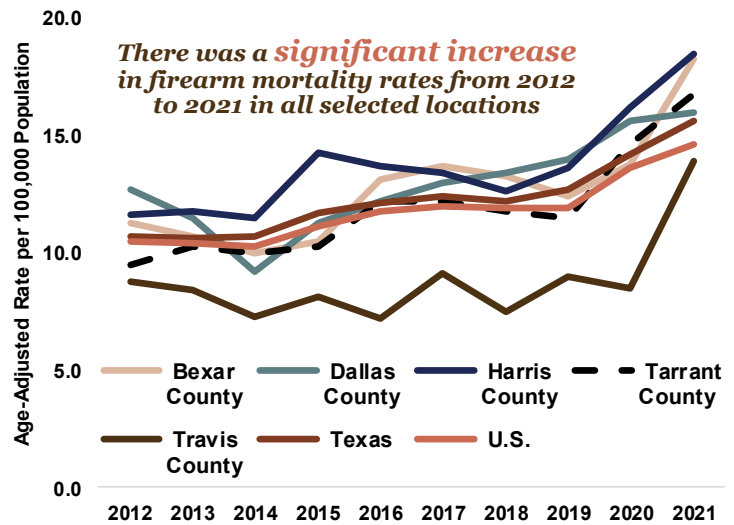 20.0
There was a significant increase
in firearm mortality rates from 2012
to 2021 in all selected locations
15.0
Age-Adjusted Rate per 100,000 Population
10.0
5.0
Bexar County
Dallas County
Harris County
Tarrant County
Travis County
Texas
U.S.
0.0
2012 2013 2014 2015 2016 2017 2018 2019 2020 2021